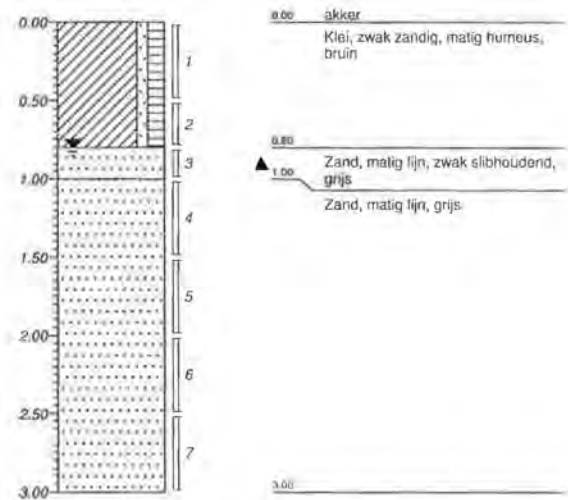 0.00
0.50
1.00
1.50
2.00
2.50
3.00
1
2
3
4
5
6
7
0.00 akker
Klei, zwak zandig, matig humeus,
bruin
0.80
Zand, matig fijn, zwak slibhoudend,
grijs
1.00
Zand, matig fijn, grijs
3.00